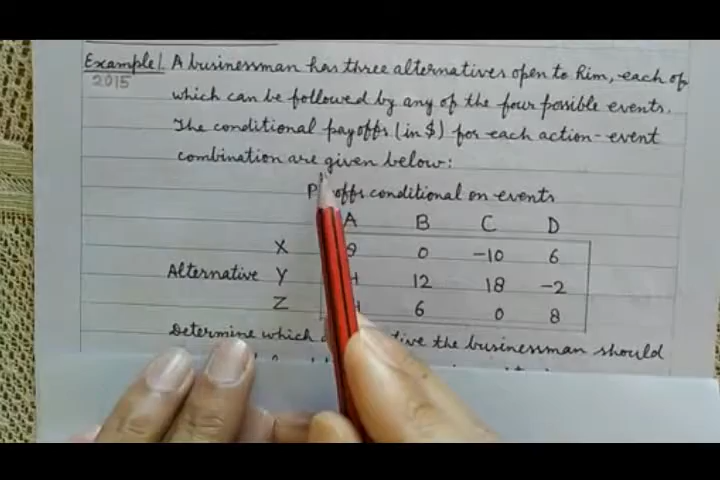 Example 1. A businessman has three alternatives open to him, each of
2015
which can be followed by any of the four possible events.
The conditional payoffs (in $) for each action-event
combination are given below:
conditional on events
A B C D
X 0 -10 6
Alternative Y 12 18 -2
Z 6 0 8
Determine which the businessman should